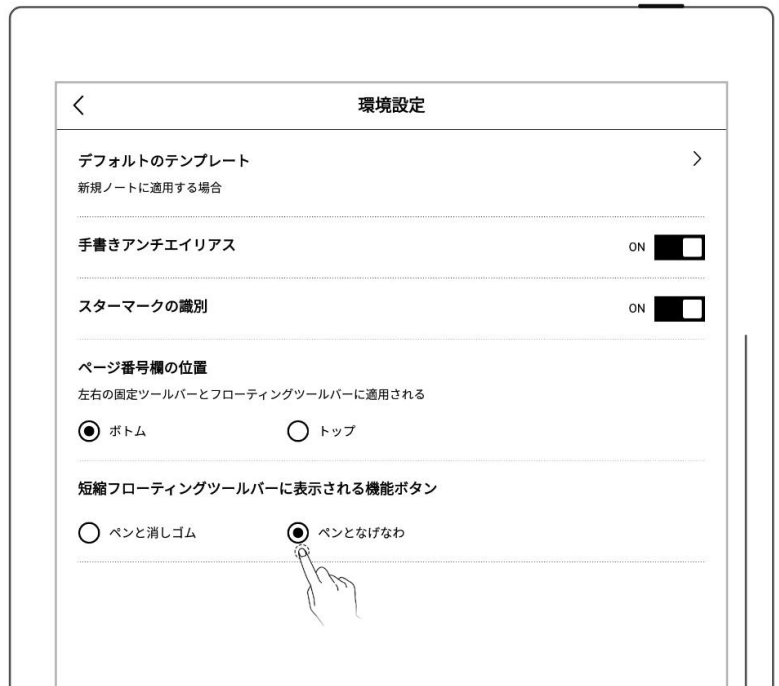 環境設定
デフォルトのテンプレート
新規ノートに適用する場合
手書きアンチエイリアス
ON
スターマークの識別
ON
ページ番号欄の位置
左右の固定ツールバーとフローティングツールバーに適用される
ボトム トップ
短縮フローティングツールバーに表示される機能ボタン
ペンと消しゴム ペンとなげなわ